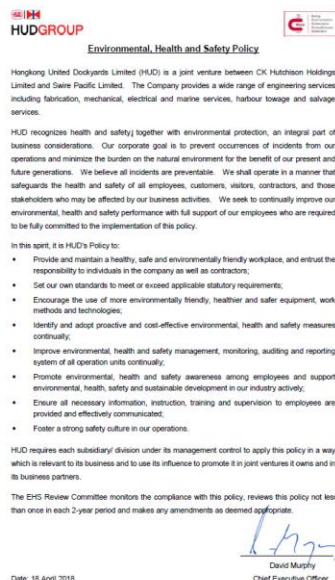 HUDGROUP
Environmental, Health and Safety Policy
Hongkong United Dockyards Limited (HUD) is a joint venture between CK Hutchison Holdings
Limited and Swire Pacific Limited. The Company provides a wide range of engineering services
including fabrication, mechanical, electrical and marine services, harbour towage and salvage
services.
HUD recognizes health and safety, together with environmental protection, an integral part of
business considerations. Our corporate goal is to prevent occurrences of incidents from our
operations and minimize the burden on the natural environment for the benefit of our present and
future generations. We believe all incidents are preventable. We shall operate in a manner that
safeguards the health and safety of all employees, customers, visitors, contractors, and those
stakeholders who may be affected by our business activities. We seek to continually improve our
environmental, health and safety performance with full support of our employees who are required
to be fully committed to the implementation of this policy.
In this spirit, it is HUD's Policy to:
• Provide and maintain a healthy, safe and environmentally friendly workplace, and entrust the
responsibility to individuals in the company as well as contractors;
• Set our own standards to meet or exceed applicable statutory requirements;
• Encourage the use of more environmentally friendly, healthier and safer equipment, work
methods and technologies;
• Identify and adopt proactive and cost-effective environmental, health and safety measures
continually;
• Improve environmental, health and safety management, monitoring, auditing and reporting
system of all operation units continually;
• Promote environmental, health and safety awareness among employees and support
environmental, health, safety and sustainable development in our industry actively;
• Ensure all necessary information, instruction, training and supervision to employees are
provided and effectively communicated;
• Foster a strong safety culture in our operations.
HUD requires each subsidiary/ division under its management control to apply this policy in a way
which is relevant to its business and to use its influence to promote it in joint ventures it owns and in
its business partners.
The EHS Review Committee monitors the compliance with this policy, reviews this policy not less
than once in each 2-year period and makes any amendments as deemed appropriate.
David Murphy
Date: 18 April 2018 Chief Executive Officer